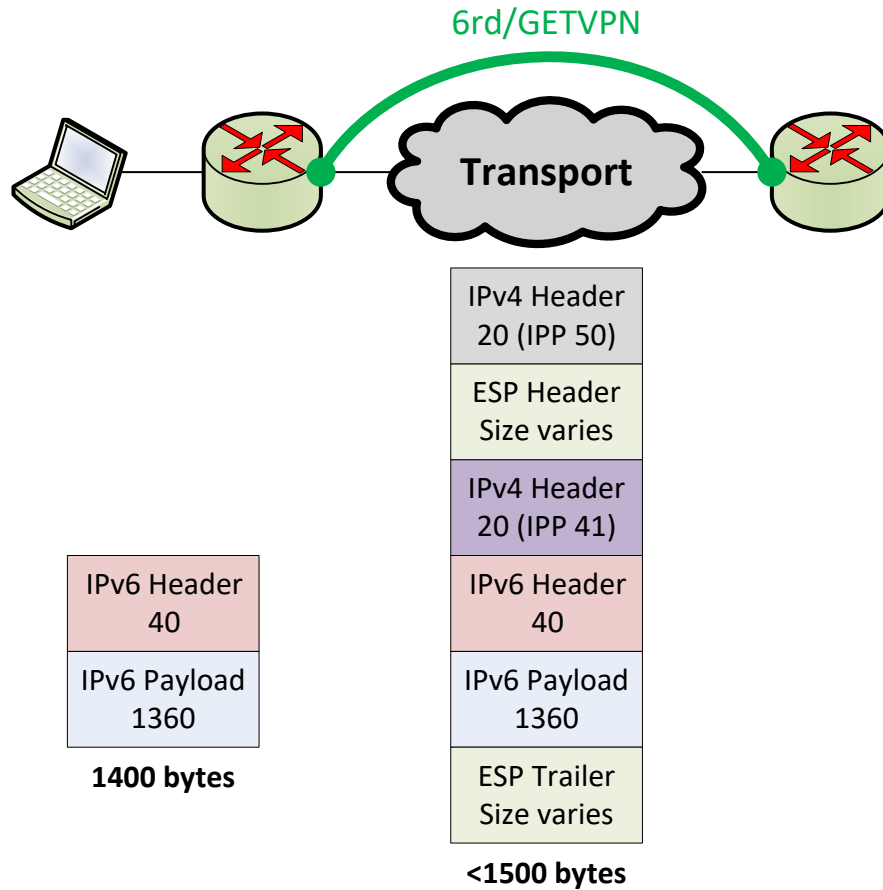 6rd/GETVPN
Transport
IPv4 Header
20 (IPP 50)
ESP Header
Size varies
IPv4 Header
20 (IPP 41)
IPv6 Header
40
IPv6 Payload
1360
1400 bytes
IPv6 Header
40
IPv6 Payload
1360
ESP Trailer
Size varies
<1500 bytes